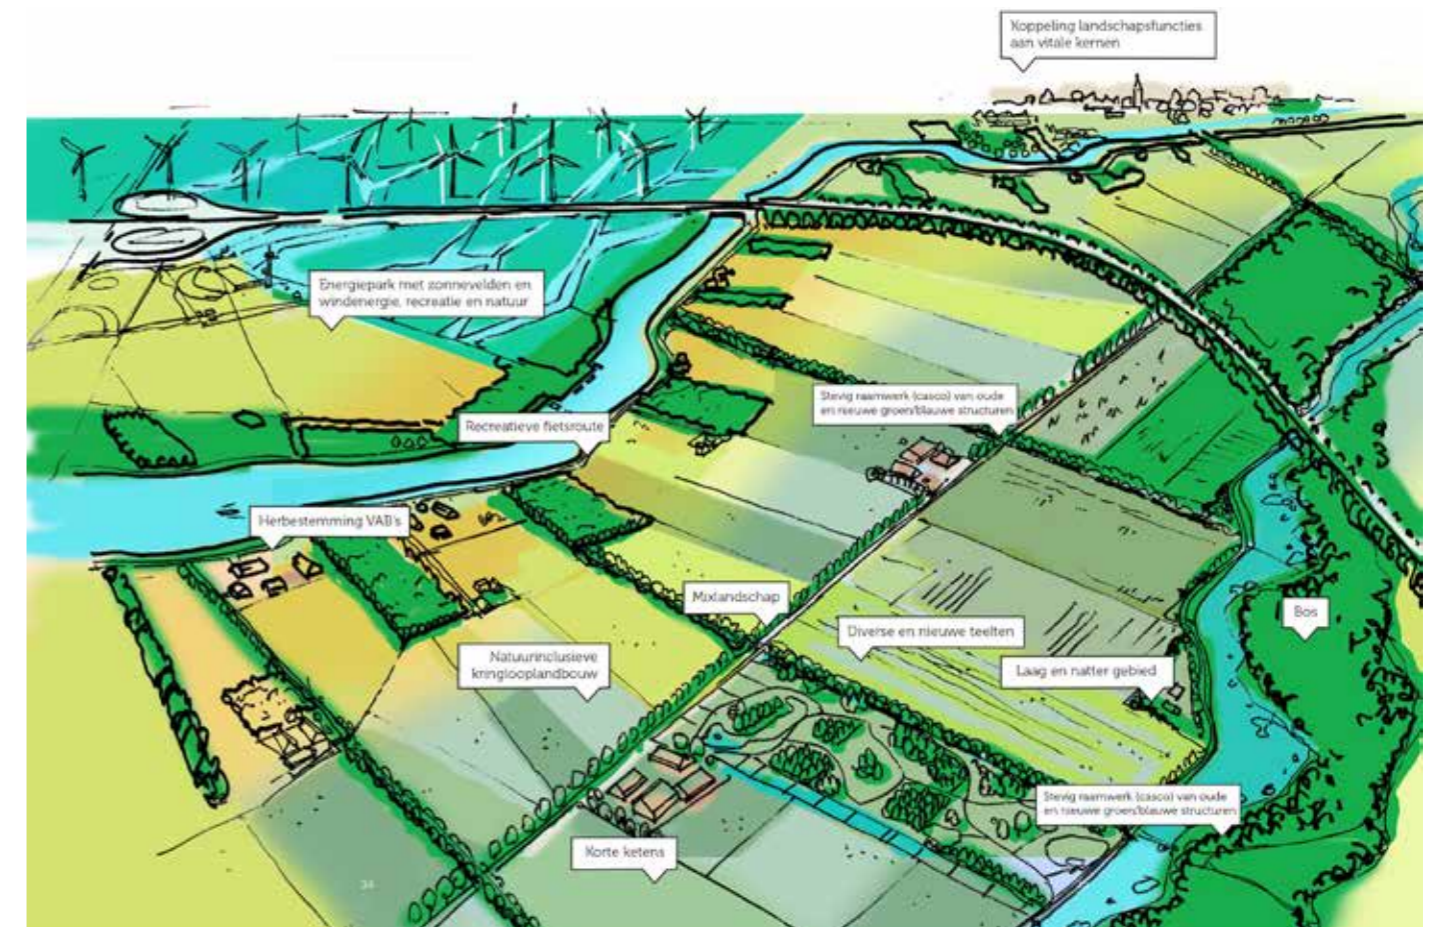 Koppeling landschapsfuncties
aan vitale kernen
Energiepark met zonnevelden en
windenergie, recreatie en natuur
Stevig raamwerk (casco) van oude
en nieuwe groen/blauwe structuren
Recreatieve fietsroute
Herbestemming VAB's
Mixlandschap
Bos
Diverse en nieuwe teelten
Natuurinclusieve
kringlooplandbouw
Laag en natter gebied
Stevig raamwerk (casco) van oude
en nieuwe groen/blauwe structuren
Korte ketens
34